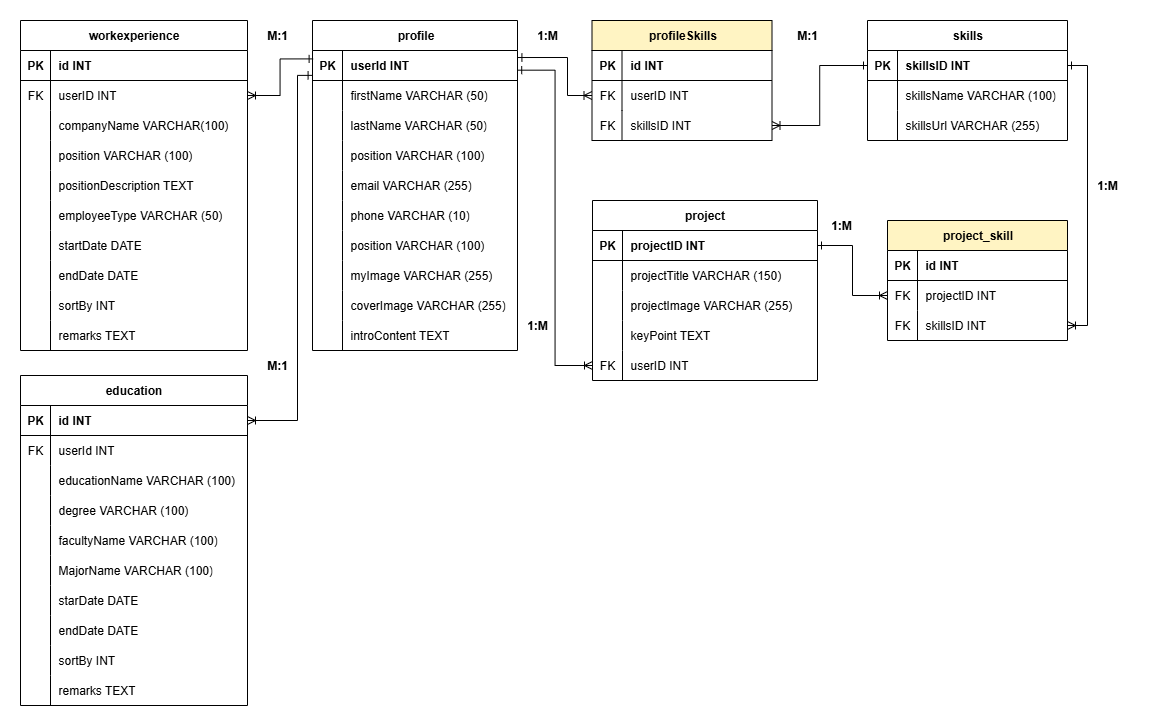 workexperience
PK id INT
FK userID INT
companyName VARCHAR(100)
position VARCHAR (100)
positionDescription TEXT
employeeType VARCHAR (50)
startDate DATE
endDate DATE
sortBy INT
remarks TEXT
M:1
profile
PK userId INT
firstName VARCHAR (50)
lastName VARCHAR (50)
position VARCHAR (100)
email VARCHAR (255)
phone VARCHAR (10)
position VARCHAR (100)
myImage VARCHAR (255)
coverImage VARCHAR (255)
introContent TEXT
1:M
profileSkills
PK id INT
FK userID INT
FK skillsID INT
M:1
skills
PK skillsID INT
skillsName VARCHAR (100)
skillsUrl VARCHAR (255)
1:M
project
PK projectID INT
projectTitle VARCHAR (150)
projectImage VARCHAR (255)
keyPoint TEXT
FK userID INT
1:M
1:M
project_skill
PK id INT
FK projectID INT
FK skillsID INT
M:1
education
PK id INT
FK userId INT
educationName VARCHAR (100)
degree VARCHAR (100)
facultyName VARCHAR (100)
MajorName VARCHAR (100)
starDate DATE
endDate DATE
sortBy INT
remarks TEXT